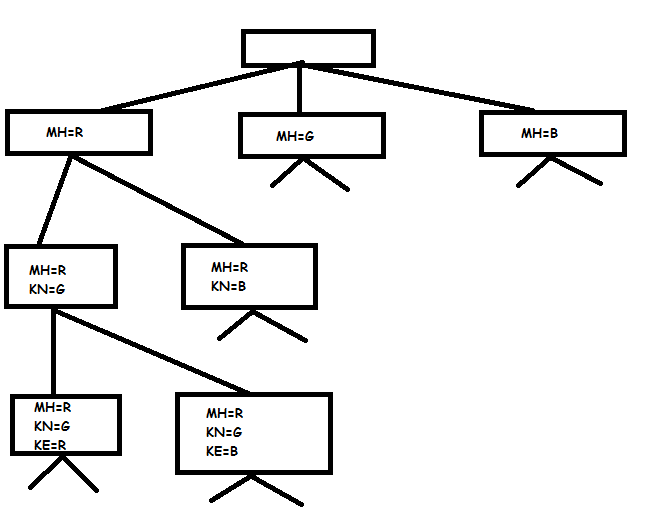 MH=R
MH=G
MH=B
MH=R
KN=G
MH=R
KN=B
MH=R
KN=G
KE=R
MH=R
KN=G
KE=B